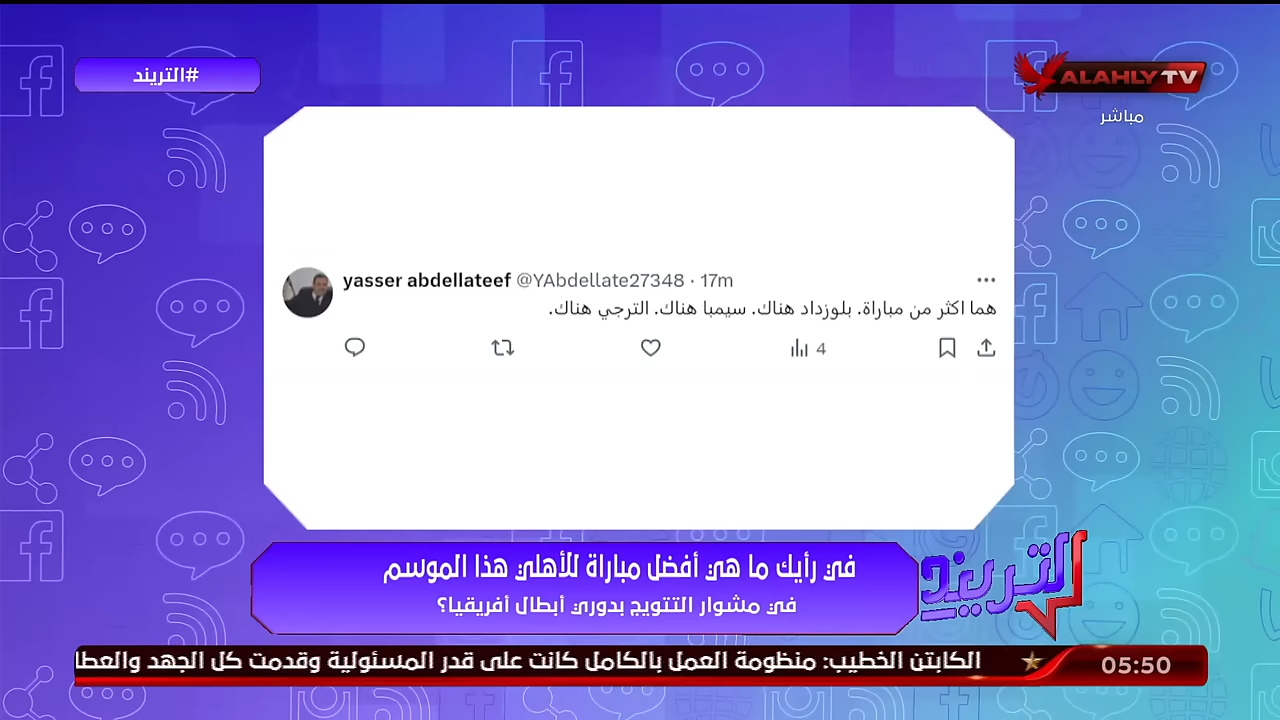 #التريند
ALAHLY TV
مباشر
yasser abdellateef @YAbdellate27348 · 17m
هما اكثر من مباراة. بلوزداد هناك. سيمبا هناك. الترجي هناك.
4
في رأيك ما هي أفضل مباراة للأهلي هذا الموسم
في مشوار التتويج بدوري أبطال أفريقيا؟
التريند
الكابتن الخطيب: منظومة العمل بالكامل كانت على قدر المسئولية وقدمت كل الجهد والعطا
05:50